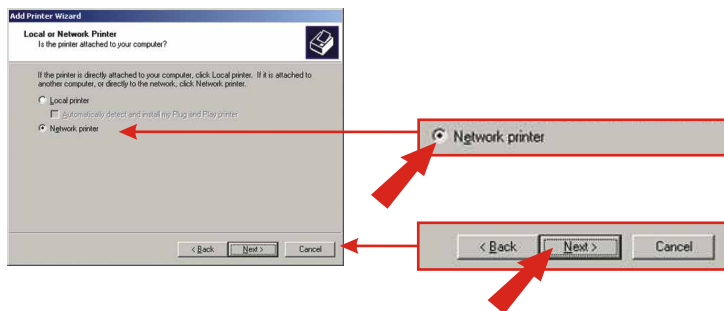 Add Printer Wizard
Local or Network Printer
Is the printer attached to your computer?
If the printer is directly attached to your computer, click Local printer. If it is attached to
another computer, or directly to the network, click Network printer.
Local printer
Automatically detect and install my Plug and Play printer
Network printer
< Back Next > Cancel
Network printer
< Back Next > Cancel